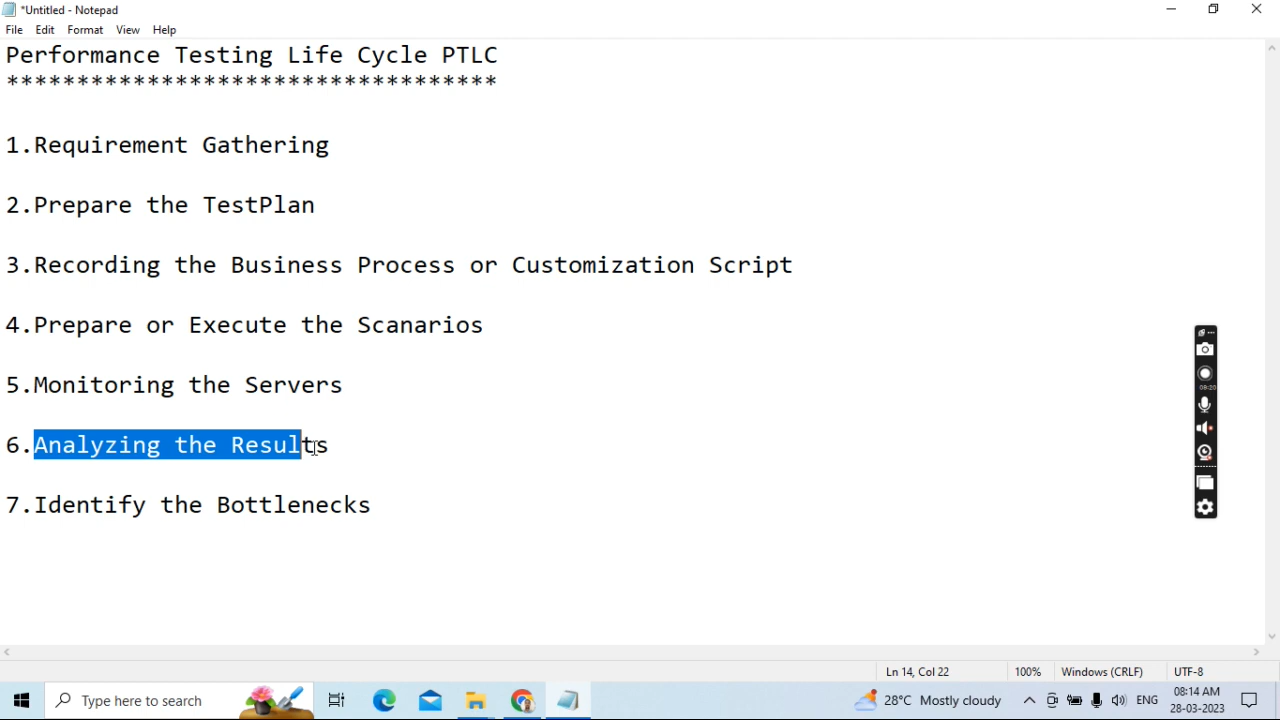 *Untitled - Notepad
File Edit Format View Help
Performance Testing Life Cycle PTLC
***********************************
1.Requirement Gathering
2.Prepare the TestPlan
3.Recording the Business Process or Customization Script
4.Prepare or Execute the Scanarios
5.Monitoring the Servers
6.Analyzing the Results
7.Identify the Bottlenecks
Ln 14, Col 22 100% Windows (CRLF) UTF-8
Type here to search 28°C Mostly cloudy ENG 08:14 AM
28-03-2023